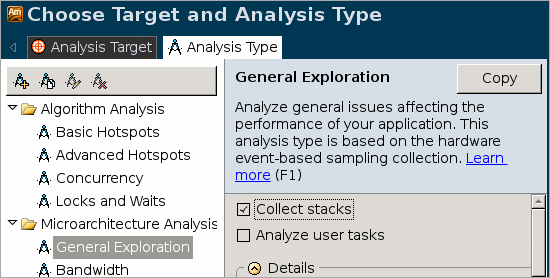 Am Choose Target and Analysis Type
Analysis Target
Analysis Type
Algorithm Analysis
Basic Hotspots
Advanced Hotspots
Concurrency
Locks and Waits
Microarchitecture Analysis
General Exploration
Bandwidth
General Exploration
Copy
Analyze general issues affecting the
performance of your application. This
analysis type is based on the hardware
event-based sampling collection. Learn
more (F1)
Collect stacks
Analyze user tasks
Details